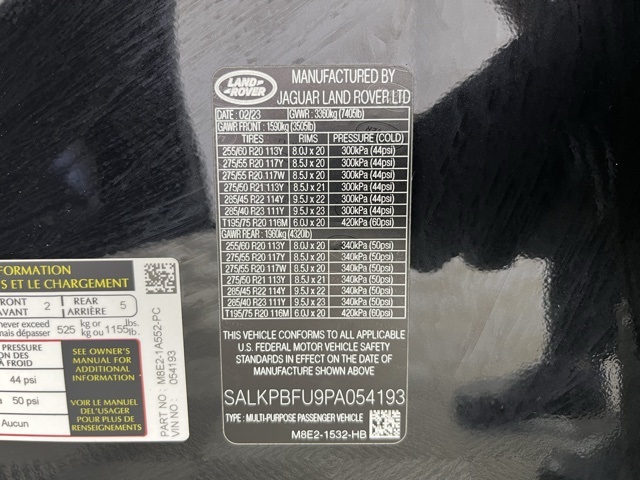 LAND
ROVER
MANUFACTURED BY
JAGUAR LAND ROVER LTD
DATE : 02/23 GVWR : 3360kg (7405lb)
GAWR FRONT : 1590kg (3505lb)
TIRES RIMS PRESSURE (COLD)
255/60 R20 113Y 8.0J x 20 300kPa (44psi)
275/55 R20 117Y 8.5J x 20 300kPa (44psi)
275/55 R20 117W 8.5J x 20 300kPa (44psi)
275/50 R21 113Y 8.5J x 21 300kPa (44psi)
285/45 R22 114Y 9.5J x 22 300kPa (44psi)
285/40 R23 111Y 9.5J x 23 300kPa (44psi)
T195/75 R20 116M 6.0J x 20 420kPa (60psi)
GAWR REAR : 1960kg (4320lb)
255/60 R20 113Y 8.0J x 20 340kPa (50psi)
275/55 R20 117Y 8.5J x 20 340kPa (50psi)
275/55 R20 117W 8.5J x 20 340kPa (50psi)
275/50 R21 113Y 8.5J x 21 340kPa (50psi)
285/45 R22 114Y 9.5J x 22 340kPa (50psi)
285/40 R23 111Y 9.5J x 23 340kPa (50psi)
T195/75 R20 116M 6.0J x 20 420kPa (60psi)
THIS VEHICLE CONFORMS TO ALL APPLICABLE
U.S. FEDERAL MOTOR VEHICLE SAFETY
STANDARDS IN EFFECT ON THE DATE OF
MANUFACTURE SHOWN ABOVE.
SALKPBFU9PA054193
TYPE : MULTI-PURPOSE PASSENGER VEHICLE
M8E2-1532-HB
FORMATION
S ET LE CHARGEMENT
FRONT 2 REAR 5
AVANT ARRIÈRE
never exceed 525 kg or 1155 lbs.
mais dépasser kg ou lb.
PRESSURE
ON DES
À FROID
44 psi
50 psi
Aucun
SEE OWNER'S
MANUAL FOR
ADDITIONAL
INFORMATION
VOIR LE MANUEL
DE L'USAGER
POUR PLUS DE
RENSEIGNEMENTS
PART NO : M8E2-1A552-PC
VIN NO : 054193